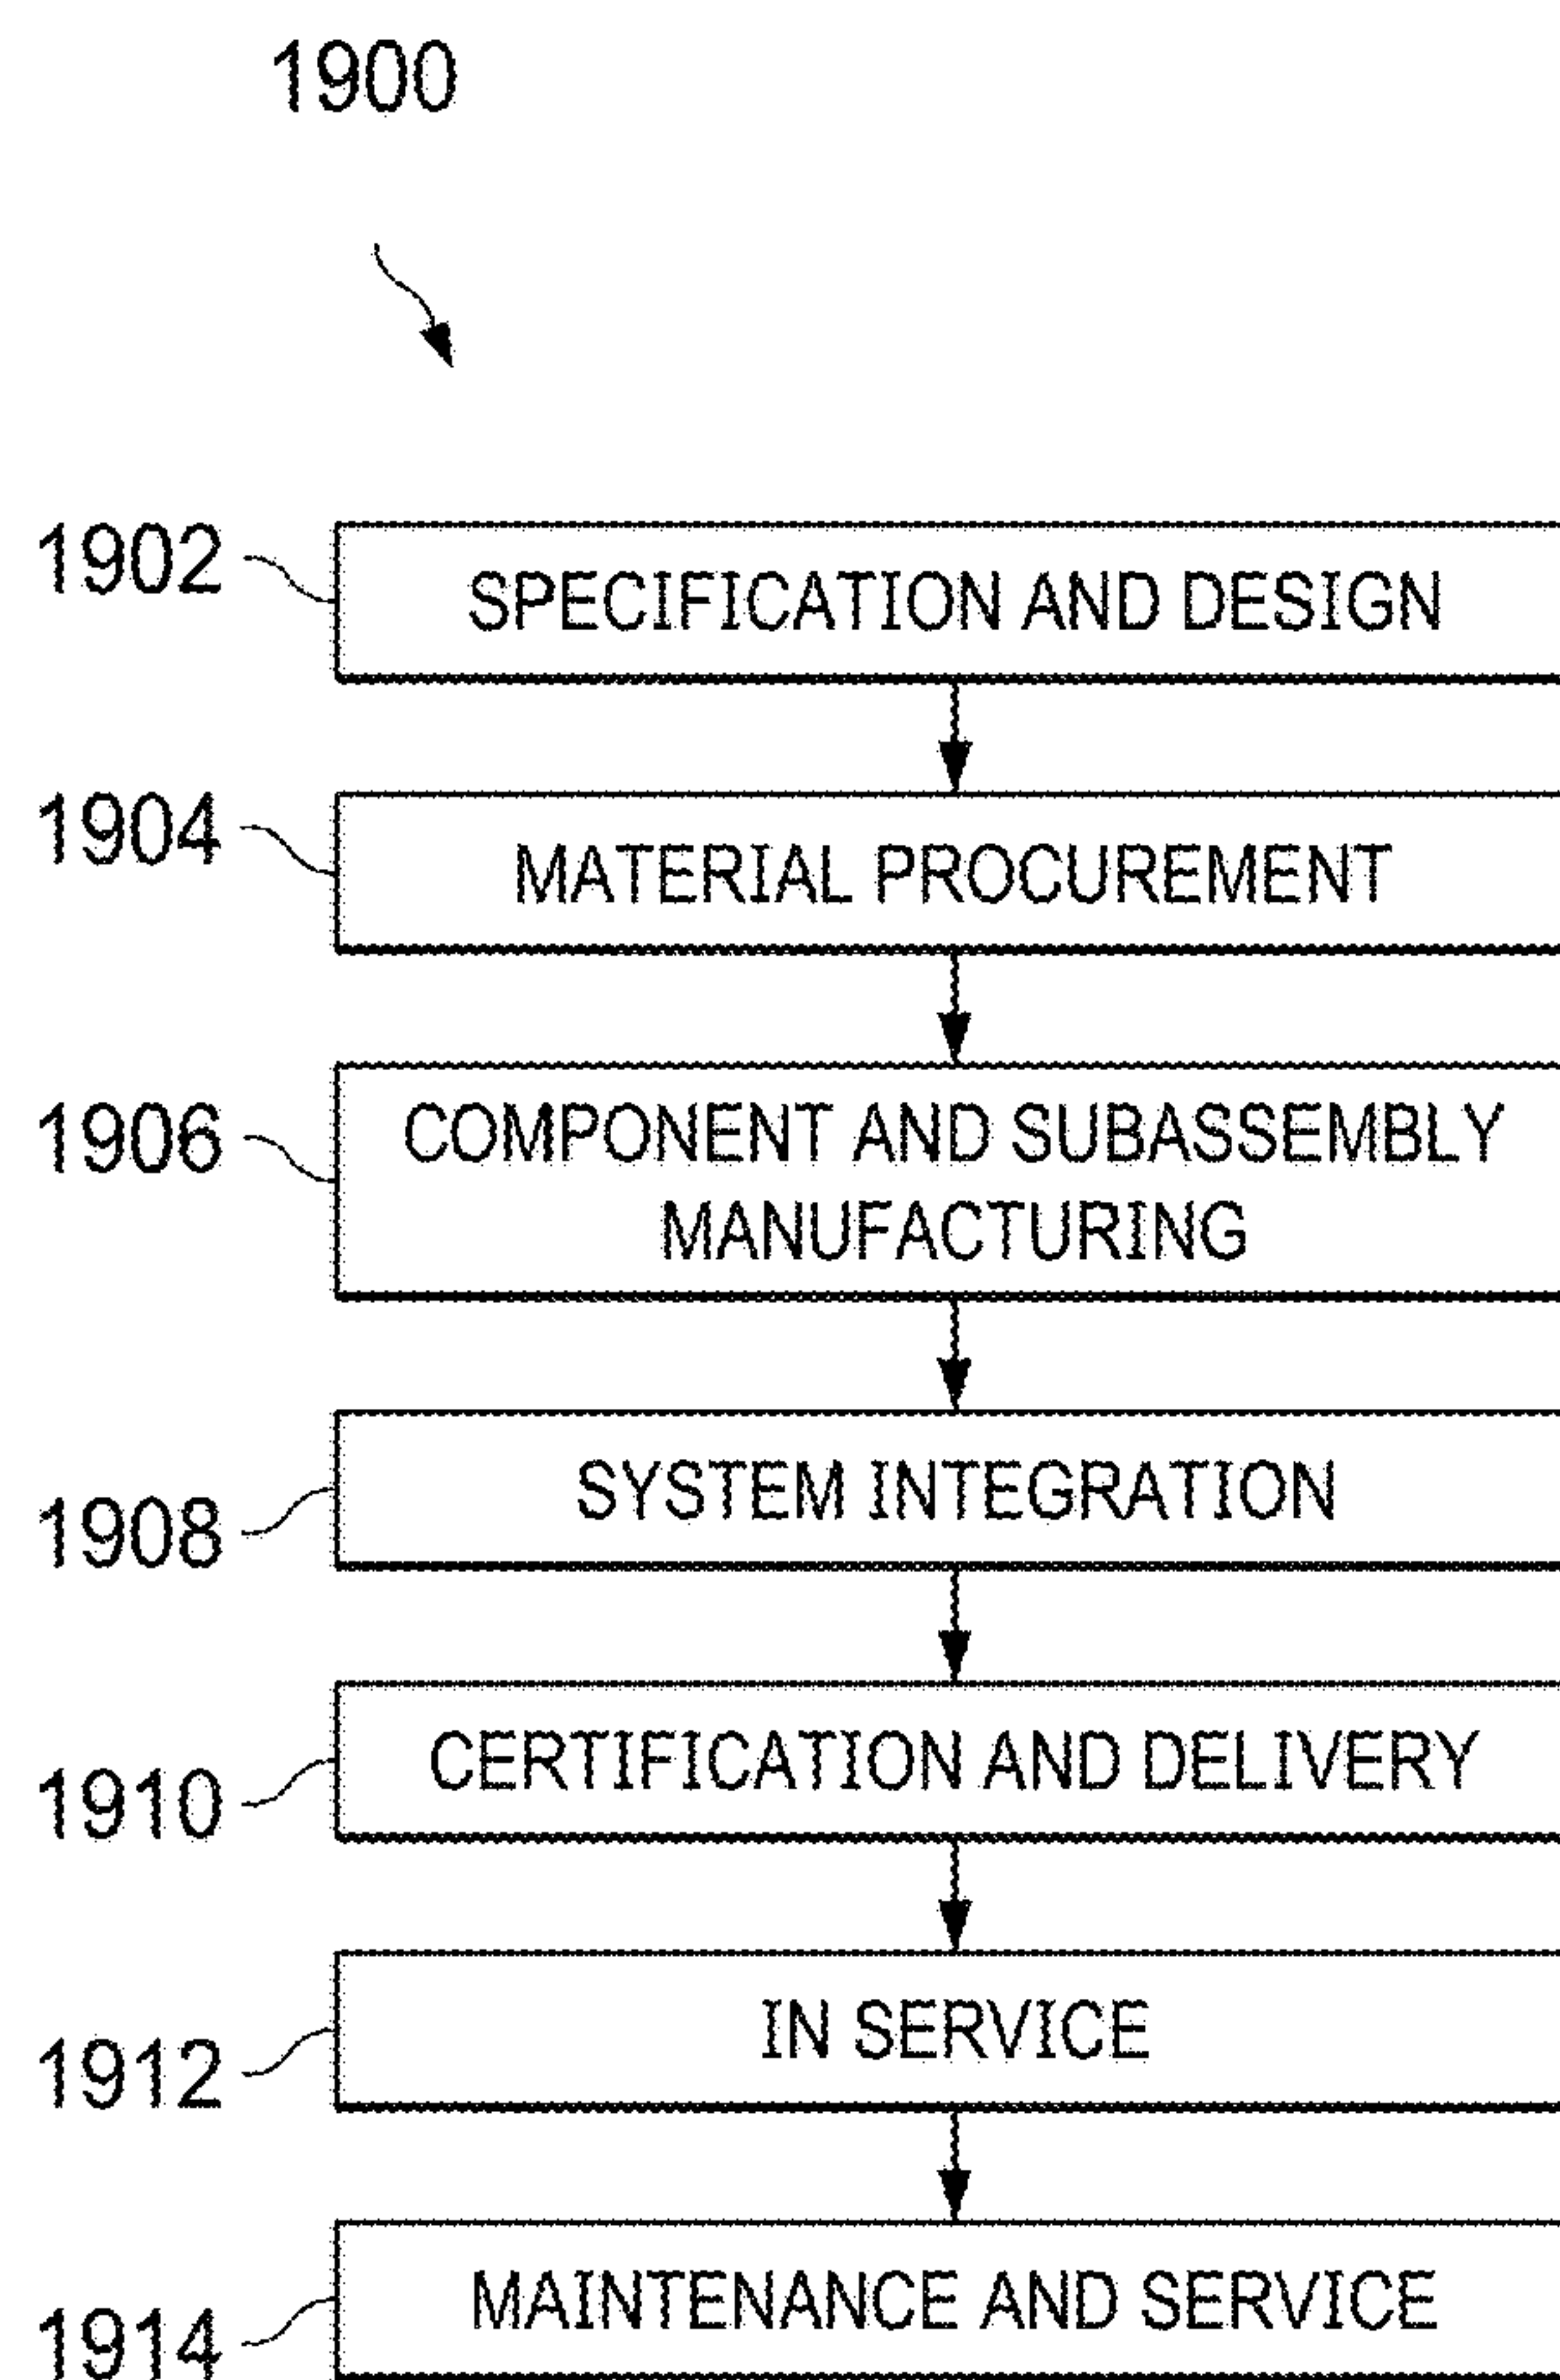 1900
1902 SPECIFICATION AND DESIGN
1904 MATERIAL PROCUREMENT
1906 COMPONENT AND SUBASSEMBLY
MANUFACTURING
1908 SYSTEM INTEGRATION
1910 CERTIFICATION AND DELIVERY
1912 IN SERVICE
1914 MAINTENANCE AND SERVICE